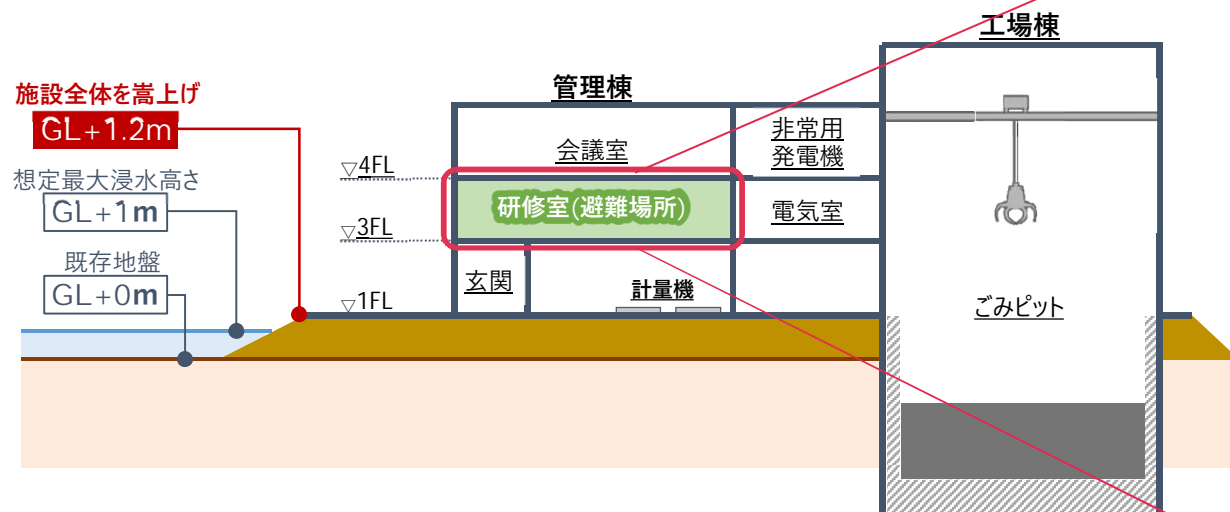 工場棟
施設全体を嵩上げ
GL+1.2m
管理棟
非常用
発電機
会議室
▽4FL
想定最大浸水高さ
GL+1m
研修室(避難場所)
電気室
▽3FL
既存地盤
GL+0m
玄関
計量機
▽1FL
ごみピット